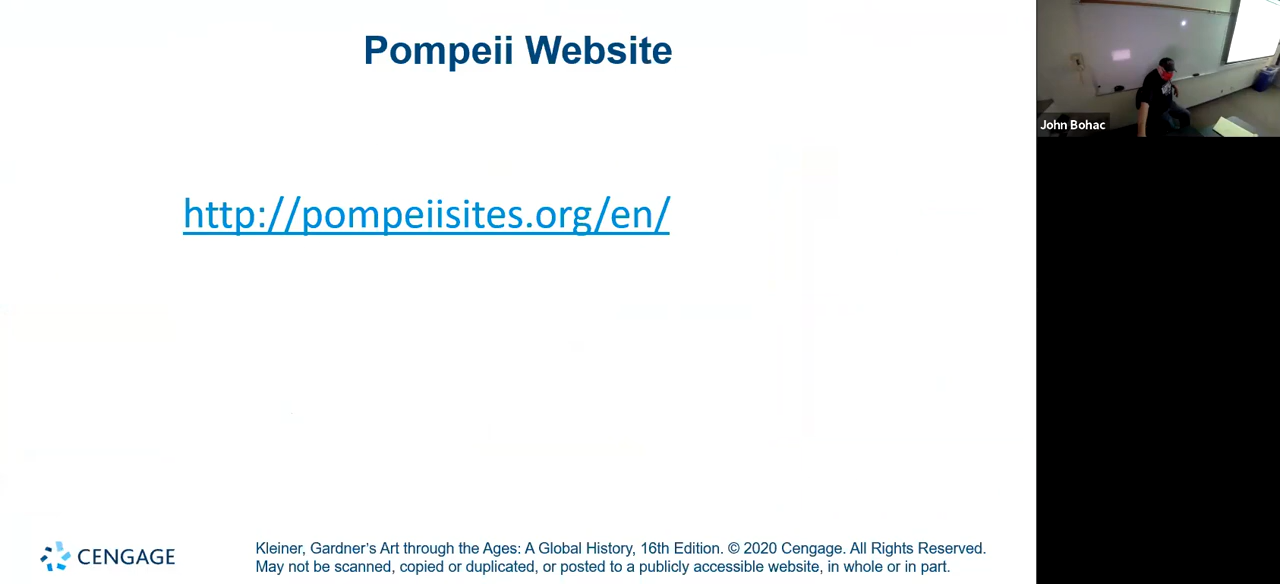 Pompeii Website
John Bohac
http://pompeiisites.org/en/
CENGAGE
Kleiner, Gardner’s Art through the Ages: A Global History, 16th Edition. © 2020 Cengage. All Rights Reserved.
May not be scanned, copied or duplicated, or posted to a publicly accessible website, in whole or in part.